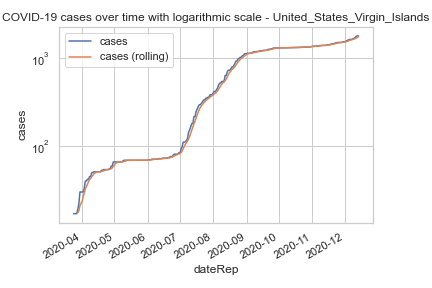 COVID-19 cases over time with logarithmic scale - United_States_Virgin_Islands
cases
cases (rolling)
10³
10²
cases
2020-04
2020-05
2020-06
2020-07
2020-08
2020-09
2020-10
2020-11
2020-12
dateRep